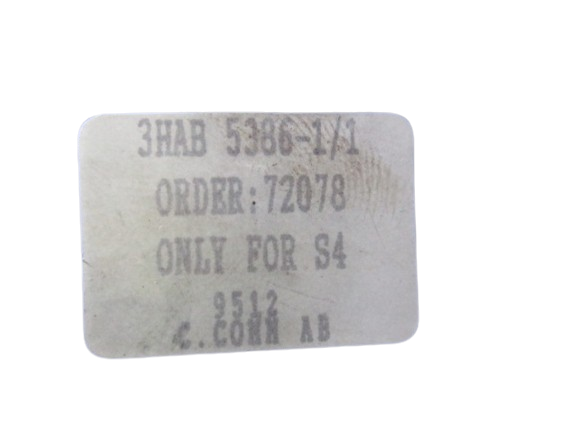 3HAB 5386-1/1
ORDER:72078
ONLY FOR S4
9512
C.CONN AB